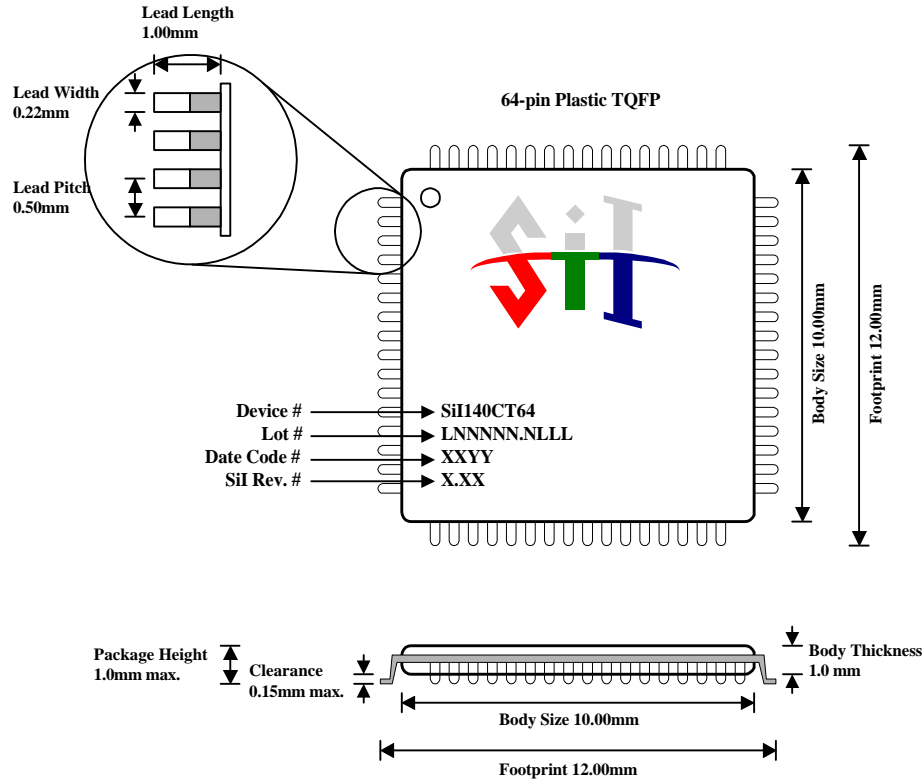 Lead Length
1.00mm
Lead Width
0.22mm
Lead Pitch
0.50mm
64-pin Plastic TQFP
SiI
Device #
SiI140CT64
Lot #
LNNNNN.NLLL
Date Code #
XXYY
SiI Rev. #
X.XX
Body Size 10.00mm
Footprint 12.00mm
Package Height
1.0mm max.
Clearance
0.15mm max.
Body Thickness
1.0 mm
Body Size 10.00mm
Footprint 12.00mm